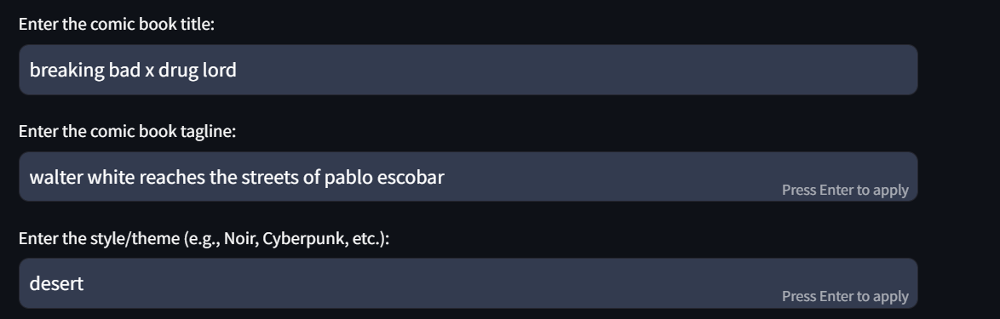 Enter the comic book title:
breaking bad x drug lord
Enter the comic book tagline:
walter white reaches the streets of pablo escobar
Press Enter to apply
Enter the style/theme (e.g., Noir, Cyberpunk, etc.):
desert
Press Enter to apply